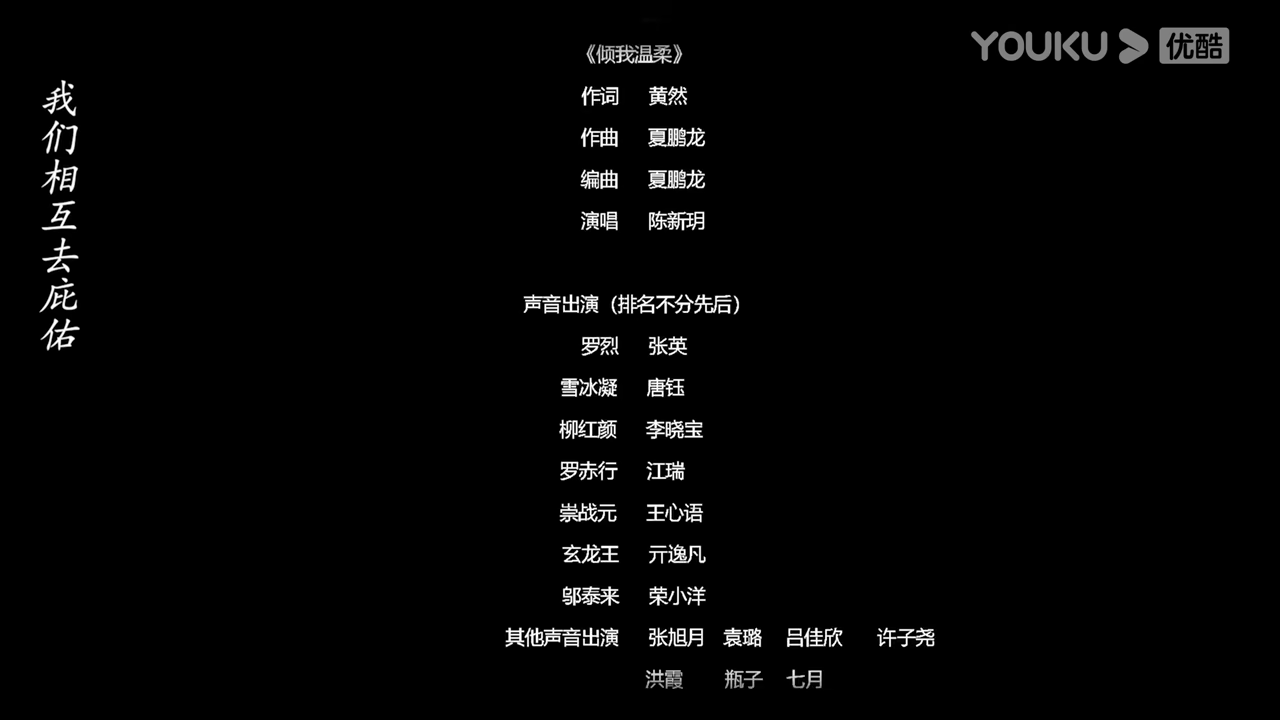 《倾我温柔》
YOUKU 优酷
作词 黄然
作曲 夏鹏龙
编曲 夏鹏龙
演唱 陈新玥
我们相互去庇佑
声音出演（排名不分先后）
罗烈 张英
雪冰凝 唐钰
柳红颜 李晓宝
罗赤行 江瑞
崇战元 王心语
玄龙王 亓逸凡
邬泰来 荣小洋
其他声音出演 张旭月 袁璐 吕佳欣 许子尧
洪霞 瓶子 七月